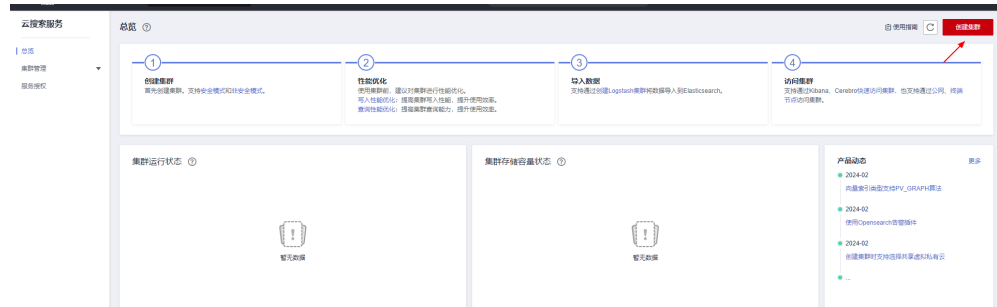 云搜索服务
总览
使用指南
创建集群
总览
集群管理
服务授权
1
创建集群
首先创建集群。支持安全模式和非安全模式。
2
性能优化
使用集群前，建议对集群进行性能优化。
写入性能优化：提高集群写入性能，提升使用效率。
查询性能优化：提高集群查询能力，提升使用效率。
3
导入数据
支持通过创建Logstash集群将数据导入到Elasticsearch。
4
访问集群
支持通过Kibana、Cerebro快速访问集群，也支持通过公网、终端
节点访问集群。
集群运行状态
暂无数据
集群存储容量状态
暂无数据
产品动态
更多
2024-02
向量索引类型支持PV_GRAPH算法
2024-02
使用Opensearch告警插件
2024-02
创建集群时支持选择共享虚拟私有云
...